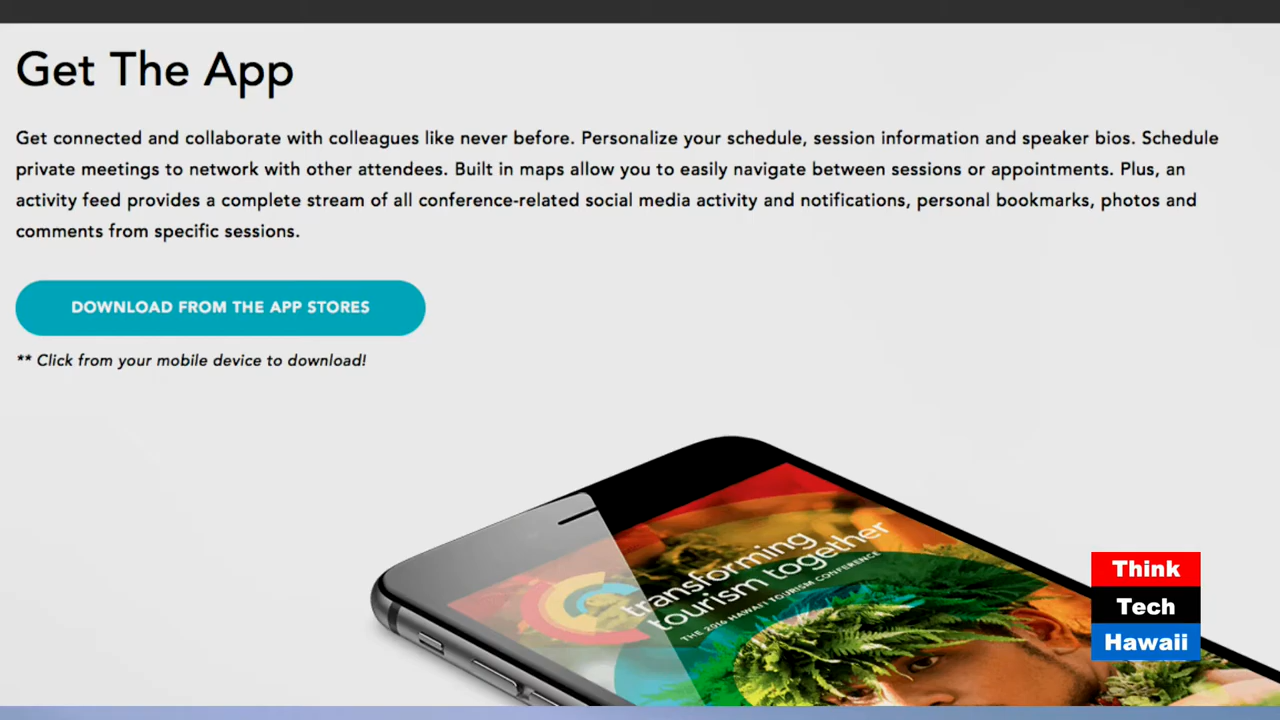 Get The App
Get connected and collaborate with colleagues like never before. Personalize your schedule, session information and speaker bios. Schedule
private meetings to network with other attendees. Built in maps allow you to easily navigate between sessions or appointments. Plus, an
activity feed provides a complete stream of all conference-related social media activity and notifications, personal bookmarks, photos and
comments from specific sessions.
DOWNLOAD FROM THE APP STORES
** Click from your mobile device to download!
transforming
tourism together
THE 2016 HAWAI'I TOURISM CONFERENCE
Think
Tech
Hawaii